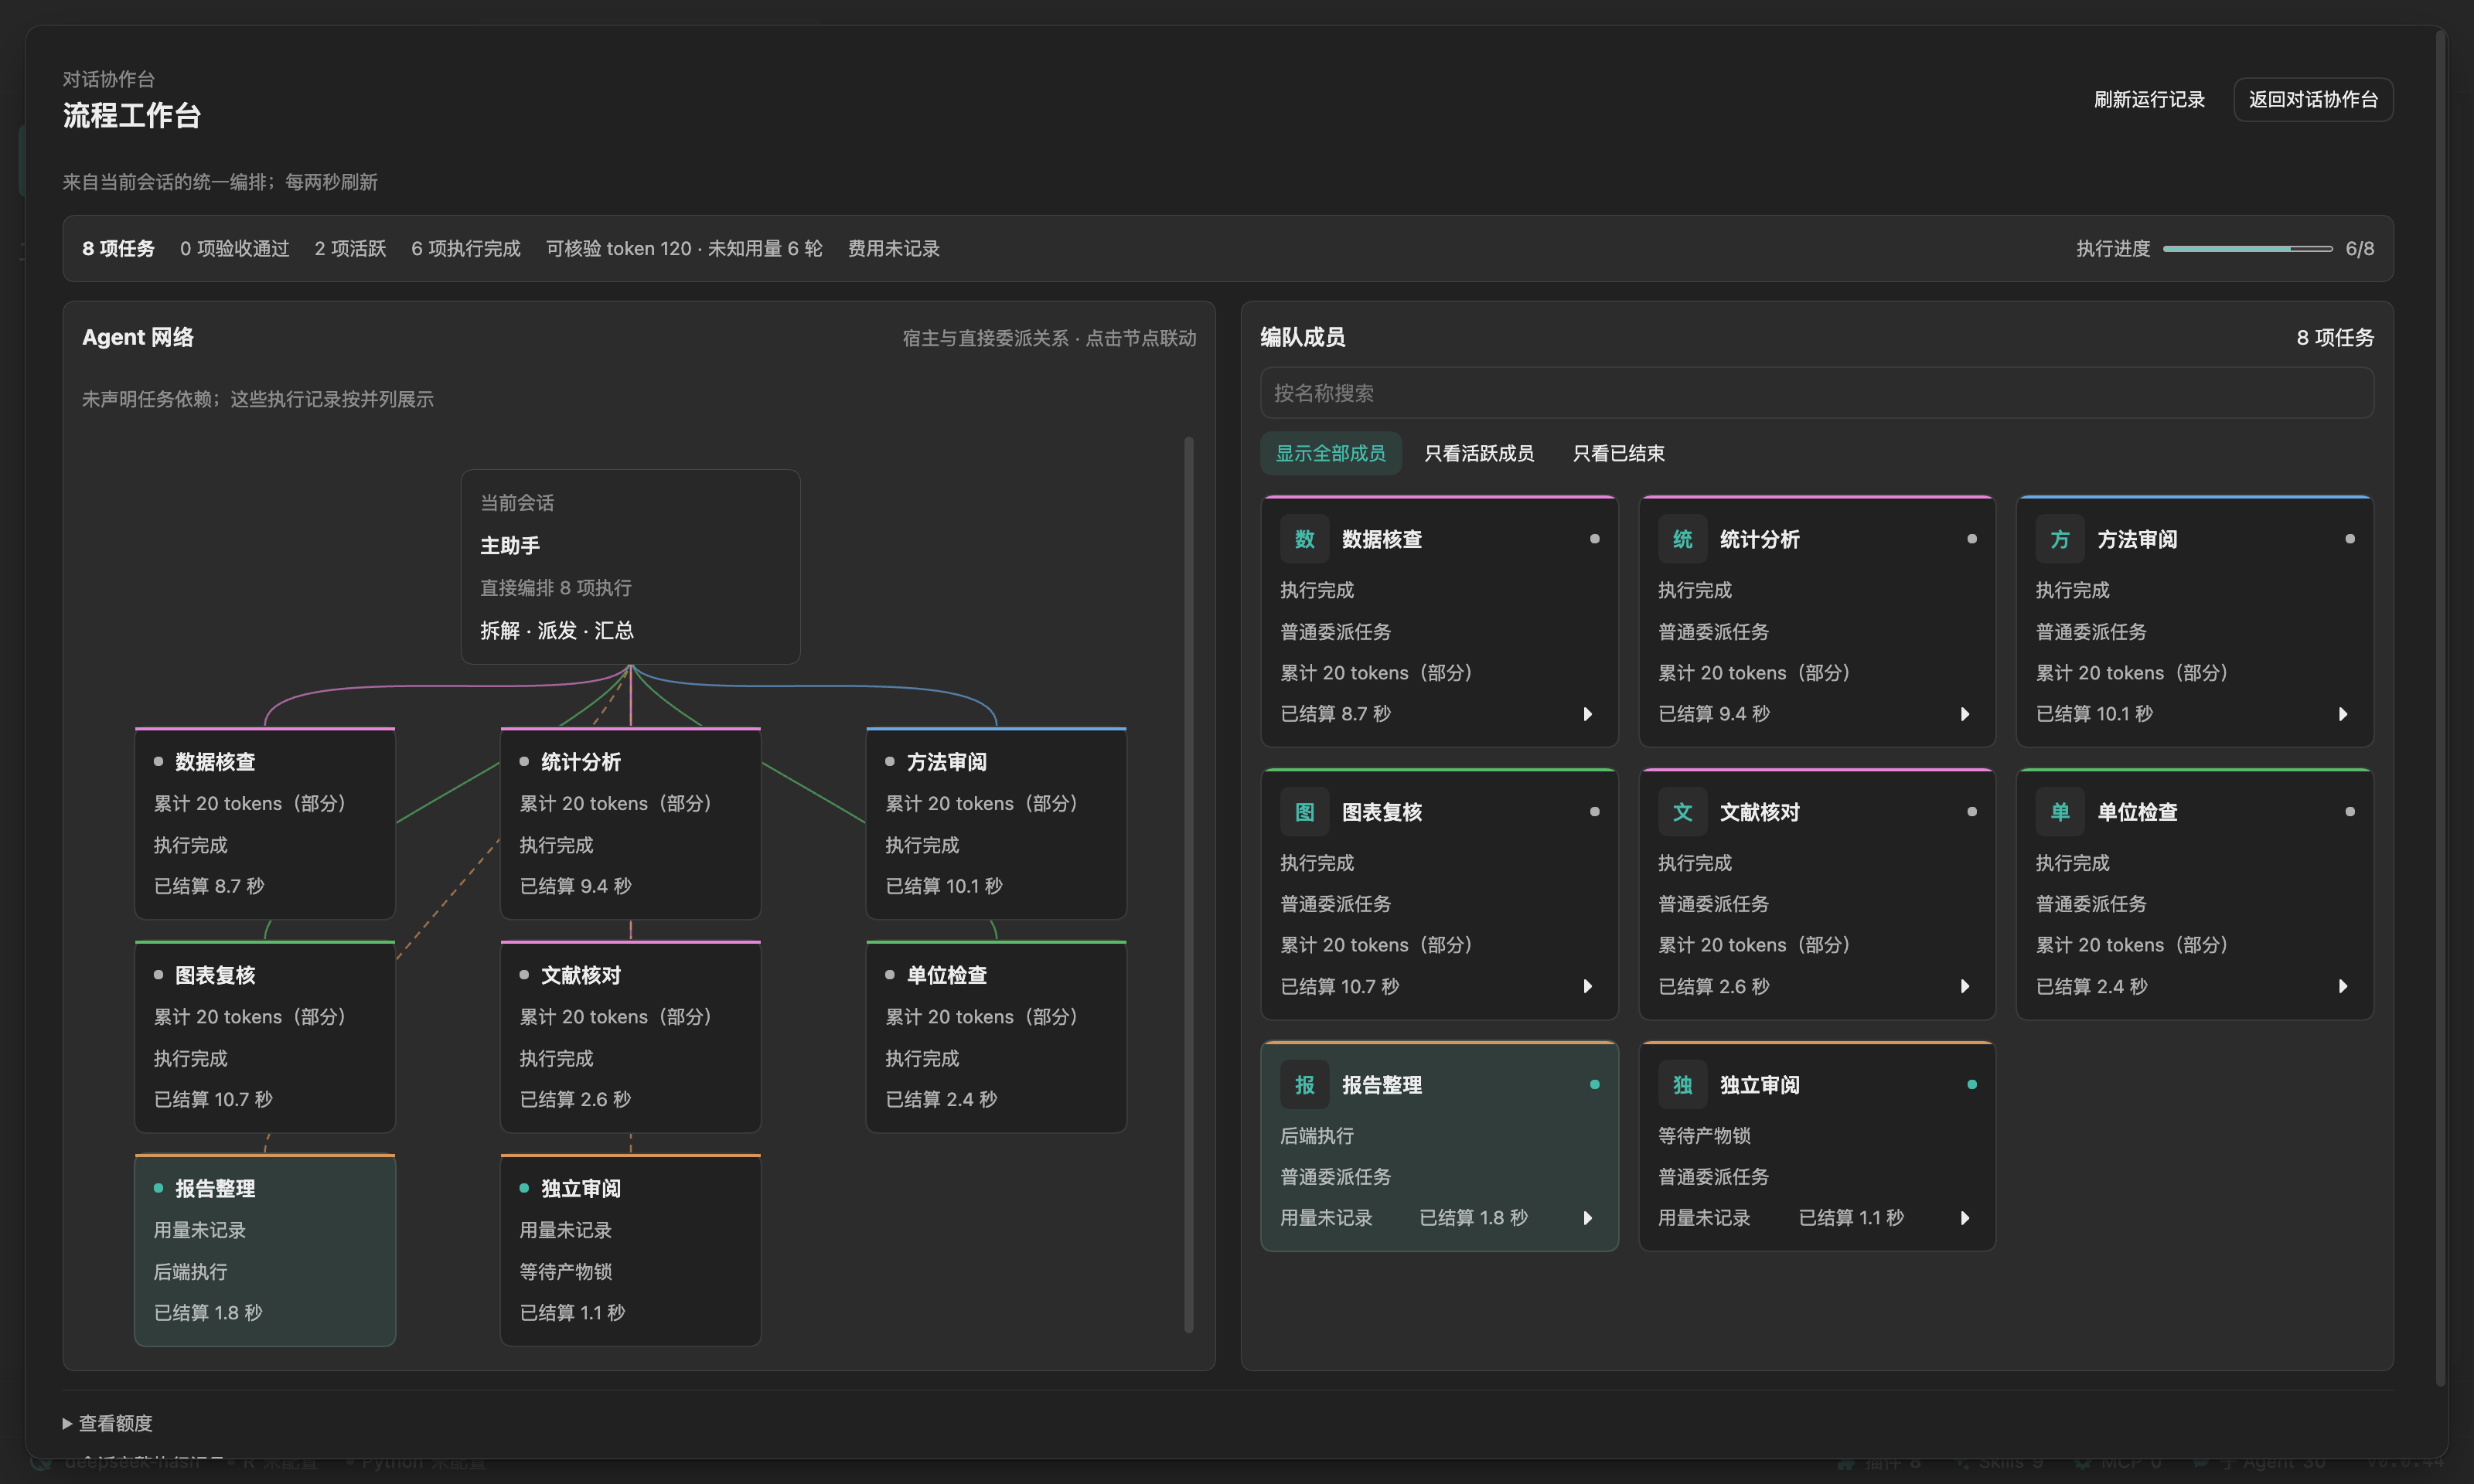 对话协作台
流程工作台
刷新运行记录
返回对话协作台
来自当前会话的统一编排；每两秒刷新
8 项任务 0 项验收通过 2 项活跃 6 项执行完成 可核验 token 120 · 未知用量 6 轮 费用未记录
执行进度 6/8
Agent 网络
宿主与直接委派关系 · 点击节点联动
未声明任务依赖；这些执行记录按并列展示
当前会话
主助手
直接编排 8 项执行
拆解 · 派发 · 汇总
数据核查
累计 20 tokens（部分）
执行完成
已结算 8.7 秒
统计分析
累计 20 tokens（部分）
执行完成
已结算 9.4 秒
方法审阅
累计 20 tokens（部分）
执行完成
已结算 10.1 秒
图表复核
累计 20 tokens（部分）
执行完成
已结算 10.7 秒
文献核对
累计 20 tokens（部分）
执行完成
已结算 2.6 秒
单位检查
累计 20 tokens（部分）
执行完成
已结算 2.4 秒
报告整理
用量未记录
后端执行
已结算 1.8 秒
独立审阅
用量未记录
等待产物锁
已结算 1.1 秒
编队成员
8 项任务
按名称搜索
显示全部成员 只看活跃成员 只看已结束
数 数据核查
执行完成
普通委派任务
累计 20 tokens（部分）
已结算 8.7 秒
统 统计分析
执行完成
普通委派任务
累计 20 tokens（部分）
已结算 9.4 秒
方 方法审阅
执行完成
普通委派任务
累计 20 tokens（部分）
已结算 10.1 秒
图 图表复核
执行完成
普通委派任务
累计 20 tokens（部分）
已结算 10.7 秒
文 文献核对
执行完成
普通委派任务
累计 20 tokens（部分）
已结算 2.6 秒
单 单位检查
执行完成
普通委派任务
累计 20 tokens（部分）
已结算 2.4 秒
报 报告整理
后端执行
普通委派任务
用量未记录 已结算 1.8 秒
独 独立审阅
等待产物锁
普通委派任务
用量未记录 已结算 1.1 秒
查看额度
R 未配置 Python 未配置
插件 8 Skills 9 MCP 0 子 Agent 30